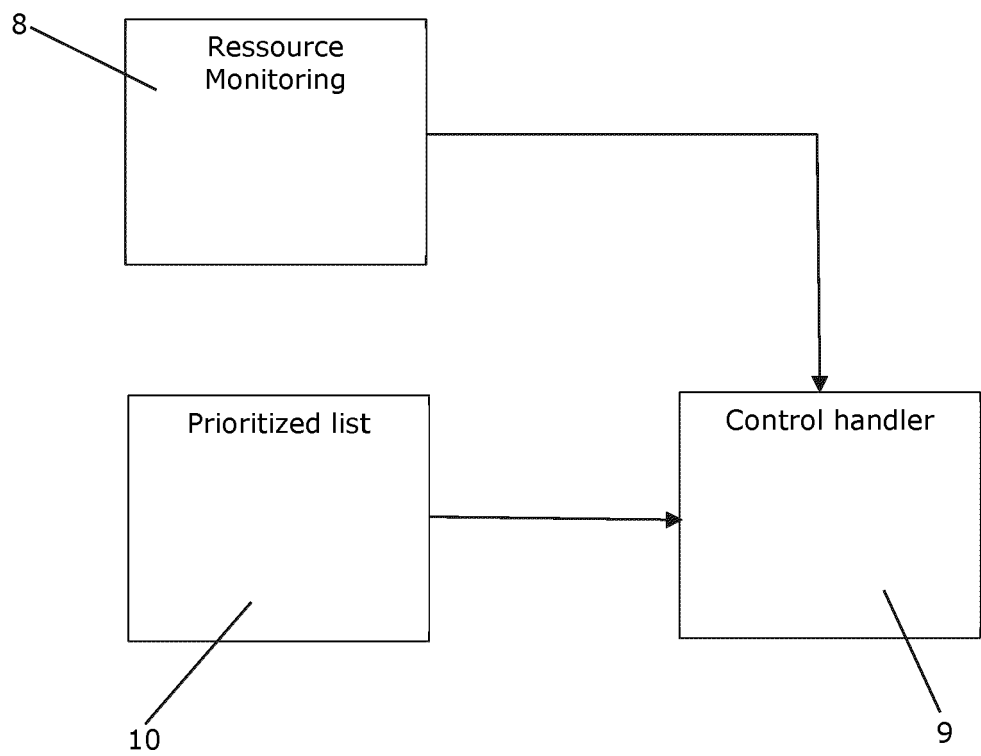 8
Ressource
Monitoring
Prioritized list
Control handler
10
9